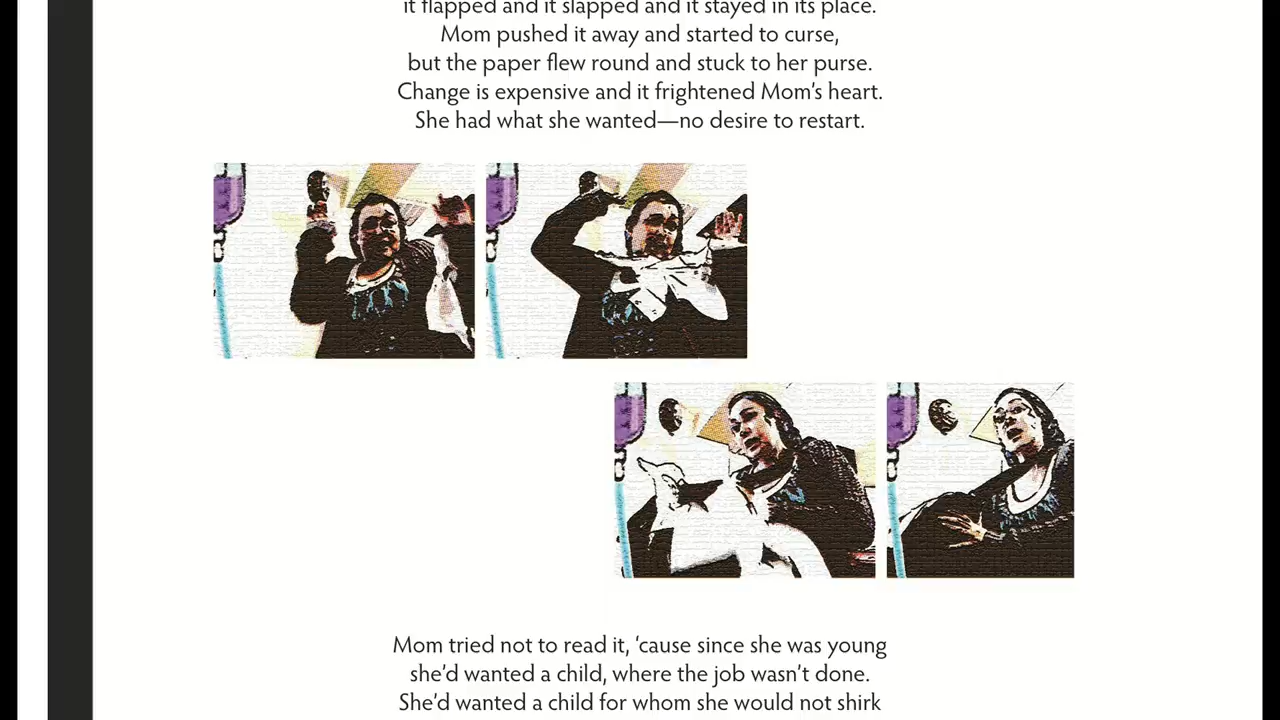 it flapped and it slapped and it stayed in its place.
Mom pushed it away and started to curse,
but the paper flew round and stuck to her purse.
Change is expensive and it frightened Mom’s heart.
She had what she wanted—no desire to restart.
Mom tried not to read it, ‘cause since she was young
she’d wanted a child, where the job wasn’t done.
She’d wanted a child for whom she would not shirk